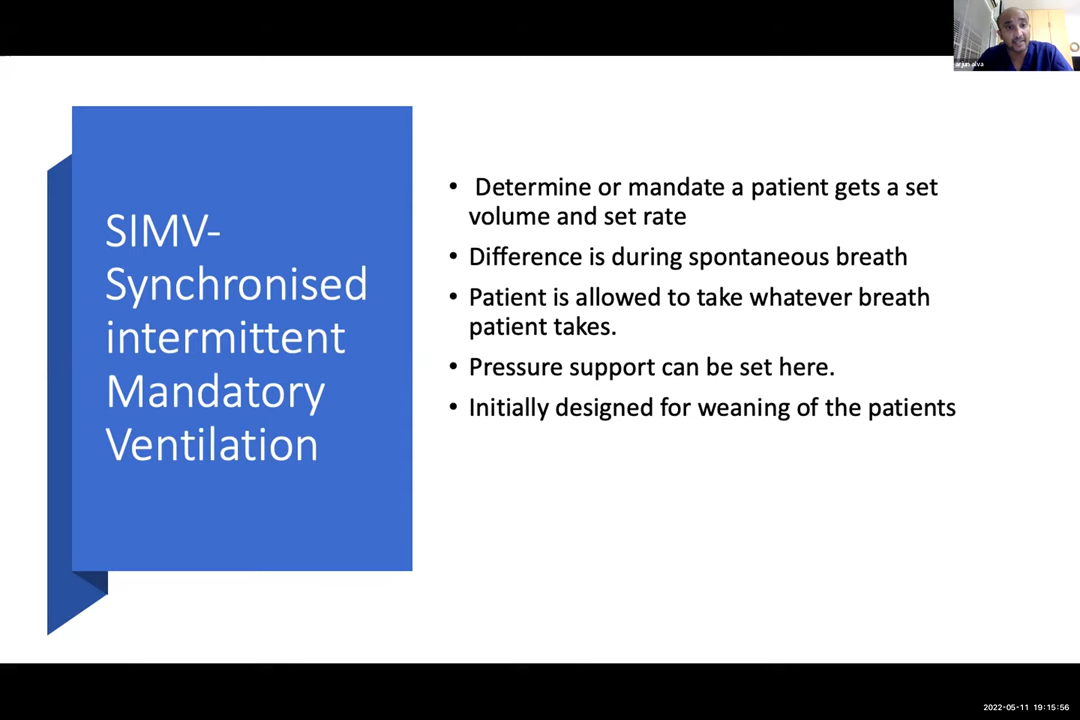 arjun alva
SIMV-
Synchronised
intermittent
Mandatory
Ventilation
• Determine or mandate a patient gets a set
volume and set rate
• Difference is during spontaneous breath
• Patient is allowed to take whatever breath
patient takes.
• Pressure support can be set here.
• Initially designed for weaning of the patients
2022-05-11 19:15:56